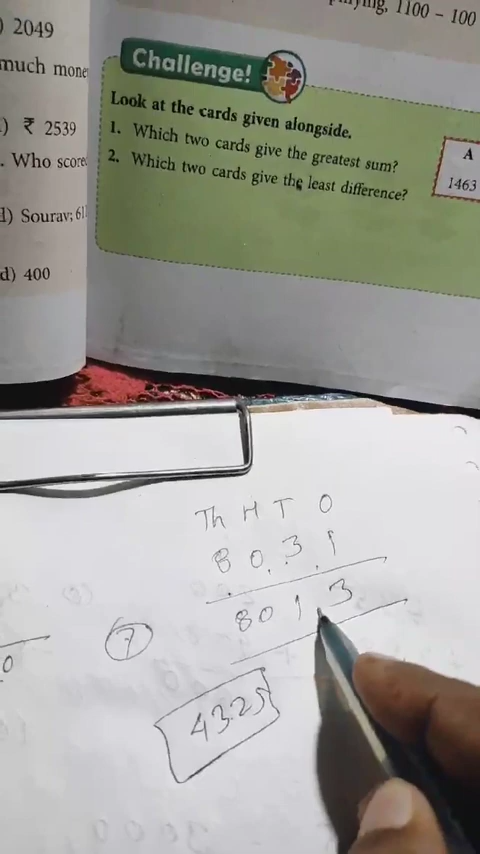 ) 2049
much mone
) ₹ 2539
. Who score
d) Sourav; 61
d) 400
1100 – 100
Challenge!
Look at the cards given alongside.
1. Which two cards give the greatest sum?
2. Which two cards give the least difference?
A
1463
Th H T O
8 0 3 1
8 0 1 3
7
4325
0